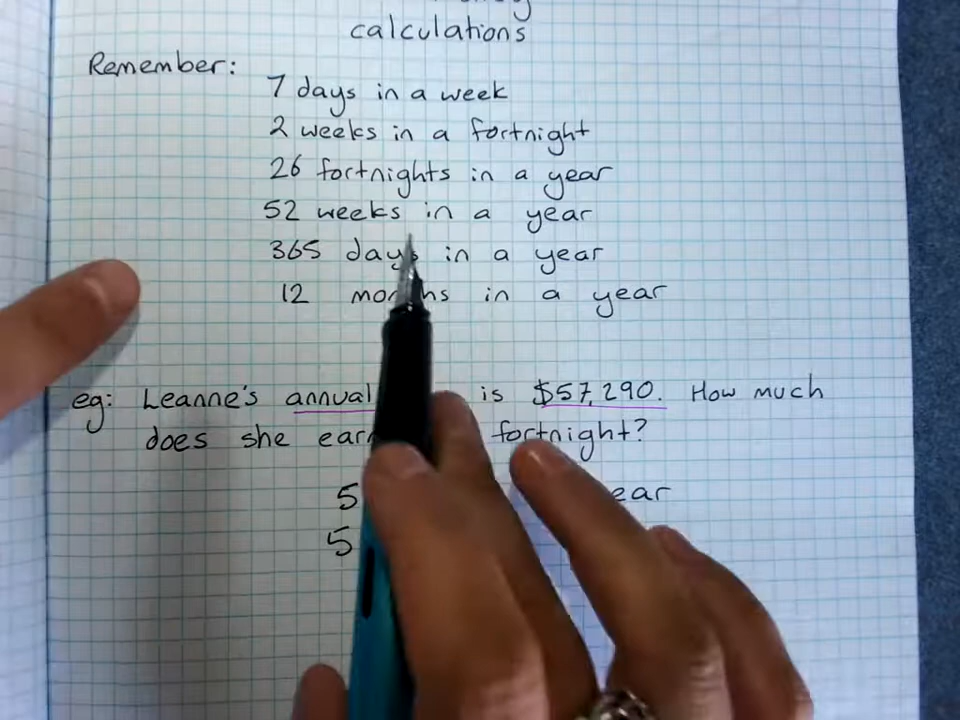 calculations
Remember:
7 days in a week
2 weeks in a fortnight
26 fortnights in a year
52 weeks in a year
365 days in a year
12 months in a year
eg: Leanne's annual is $57,290. How much
does she earn fortnight?
5
5